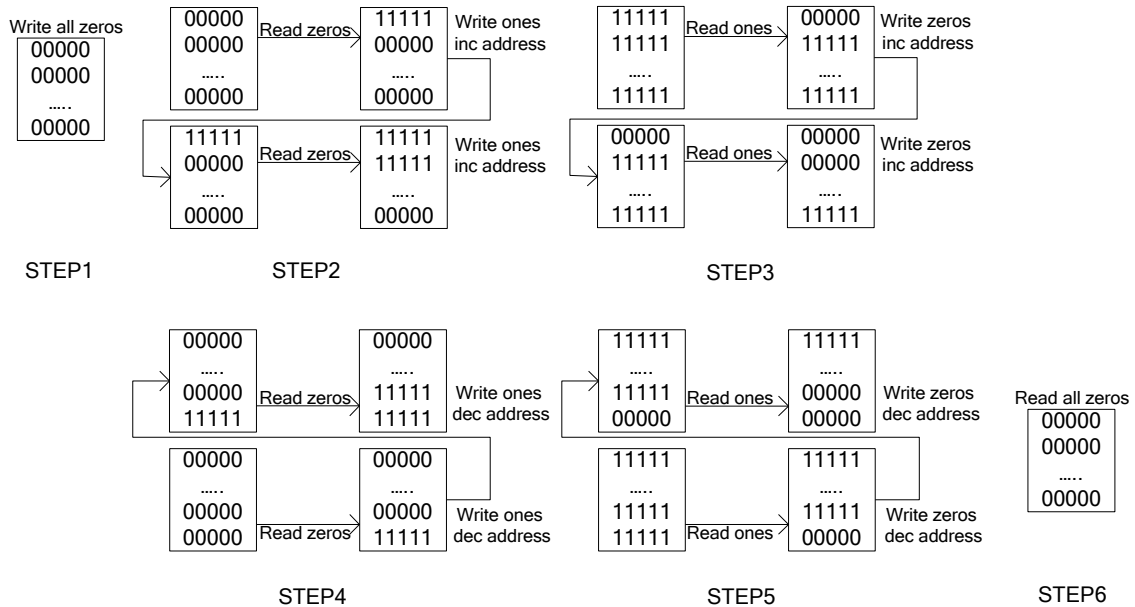 Write all zeros
00000
00000
.....
00000
STEP1
00000
00000
.....
00000
Read zeros
11111
00000
.....
00000
Write ones
inc address
11111
00000
.....
00000
Read zeros
11111
11111
.....
00000
Write ones
inc address
STEP2
11111
11111
.....
11111
Read ones
00000
11111
.....
11111
Write zeros
inc address
00000
11111
.....
11111
Read ones
00000
00000
.....
11111
Write zeros
inc address
STEP3
00000
.....
00000
11111
Read zeros
00000
.....
11111
11111
Write ones
dec address
00000
.....
00000
00000
Read zeros
00000
.....
00000
11111
Write ones
dec address
STEP4
11111
.....
11111
00000
Read ones
11111
.....
00000
00000
Write zeros
dec address
11111
.....
11111
11111
Read ones
11111
.....
11111
00000
Write zeros
dec address
STEP5
Read all zeros
00000
00000
.....
00000
STEP6